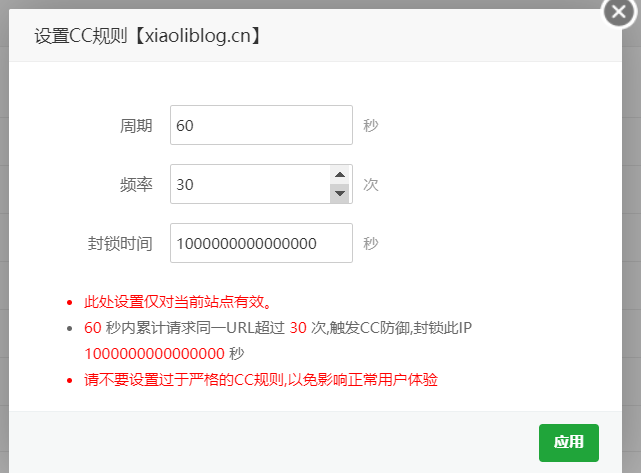 设置CC规则【xiaoliblog.cn】
周期 60 秒
频率 30 次
封锁时间 1000000000000000 秒
此处设置仅对当前站点有效。
60 秒内累计请求同一URL超过 30 次,触发CC防御,封锁此IP
1000000000000000 秒
请不要设置过于严格的CC规则,以免影响正常用户体验
应用